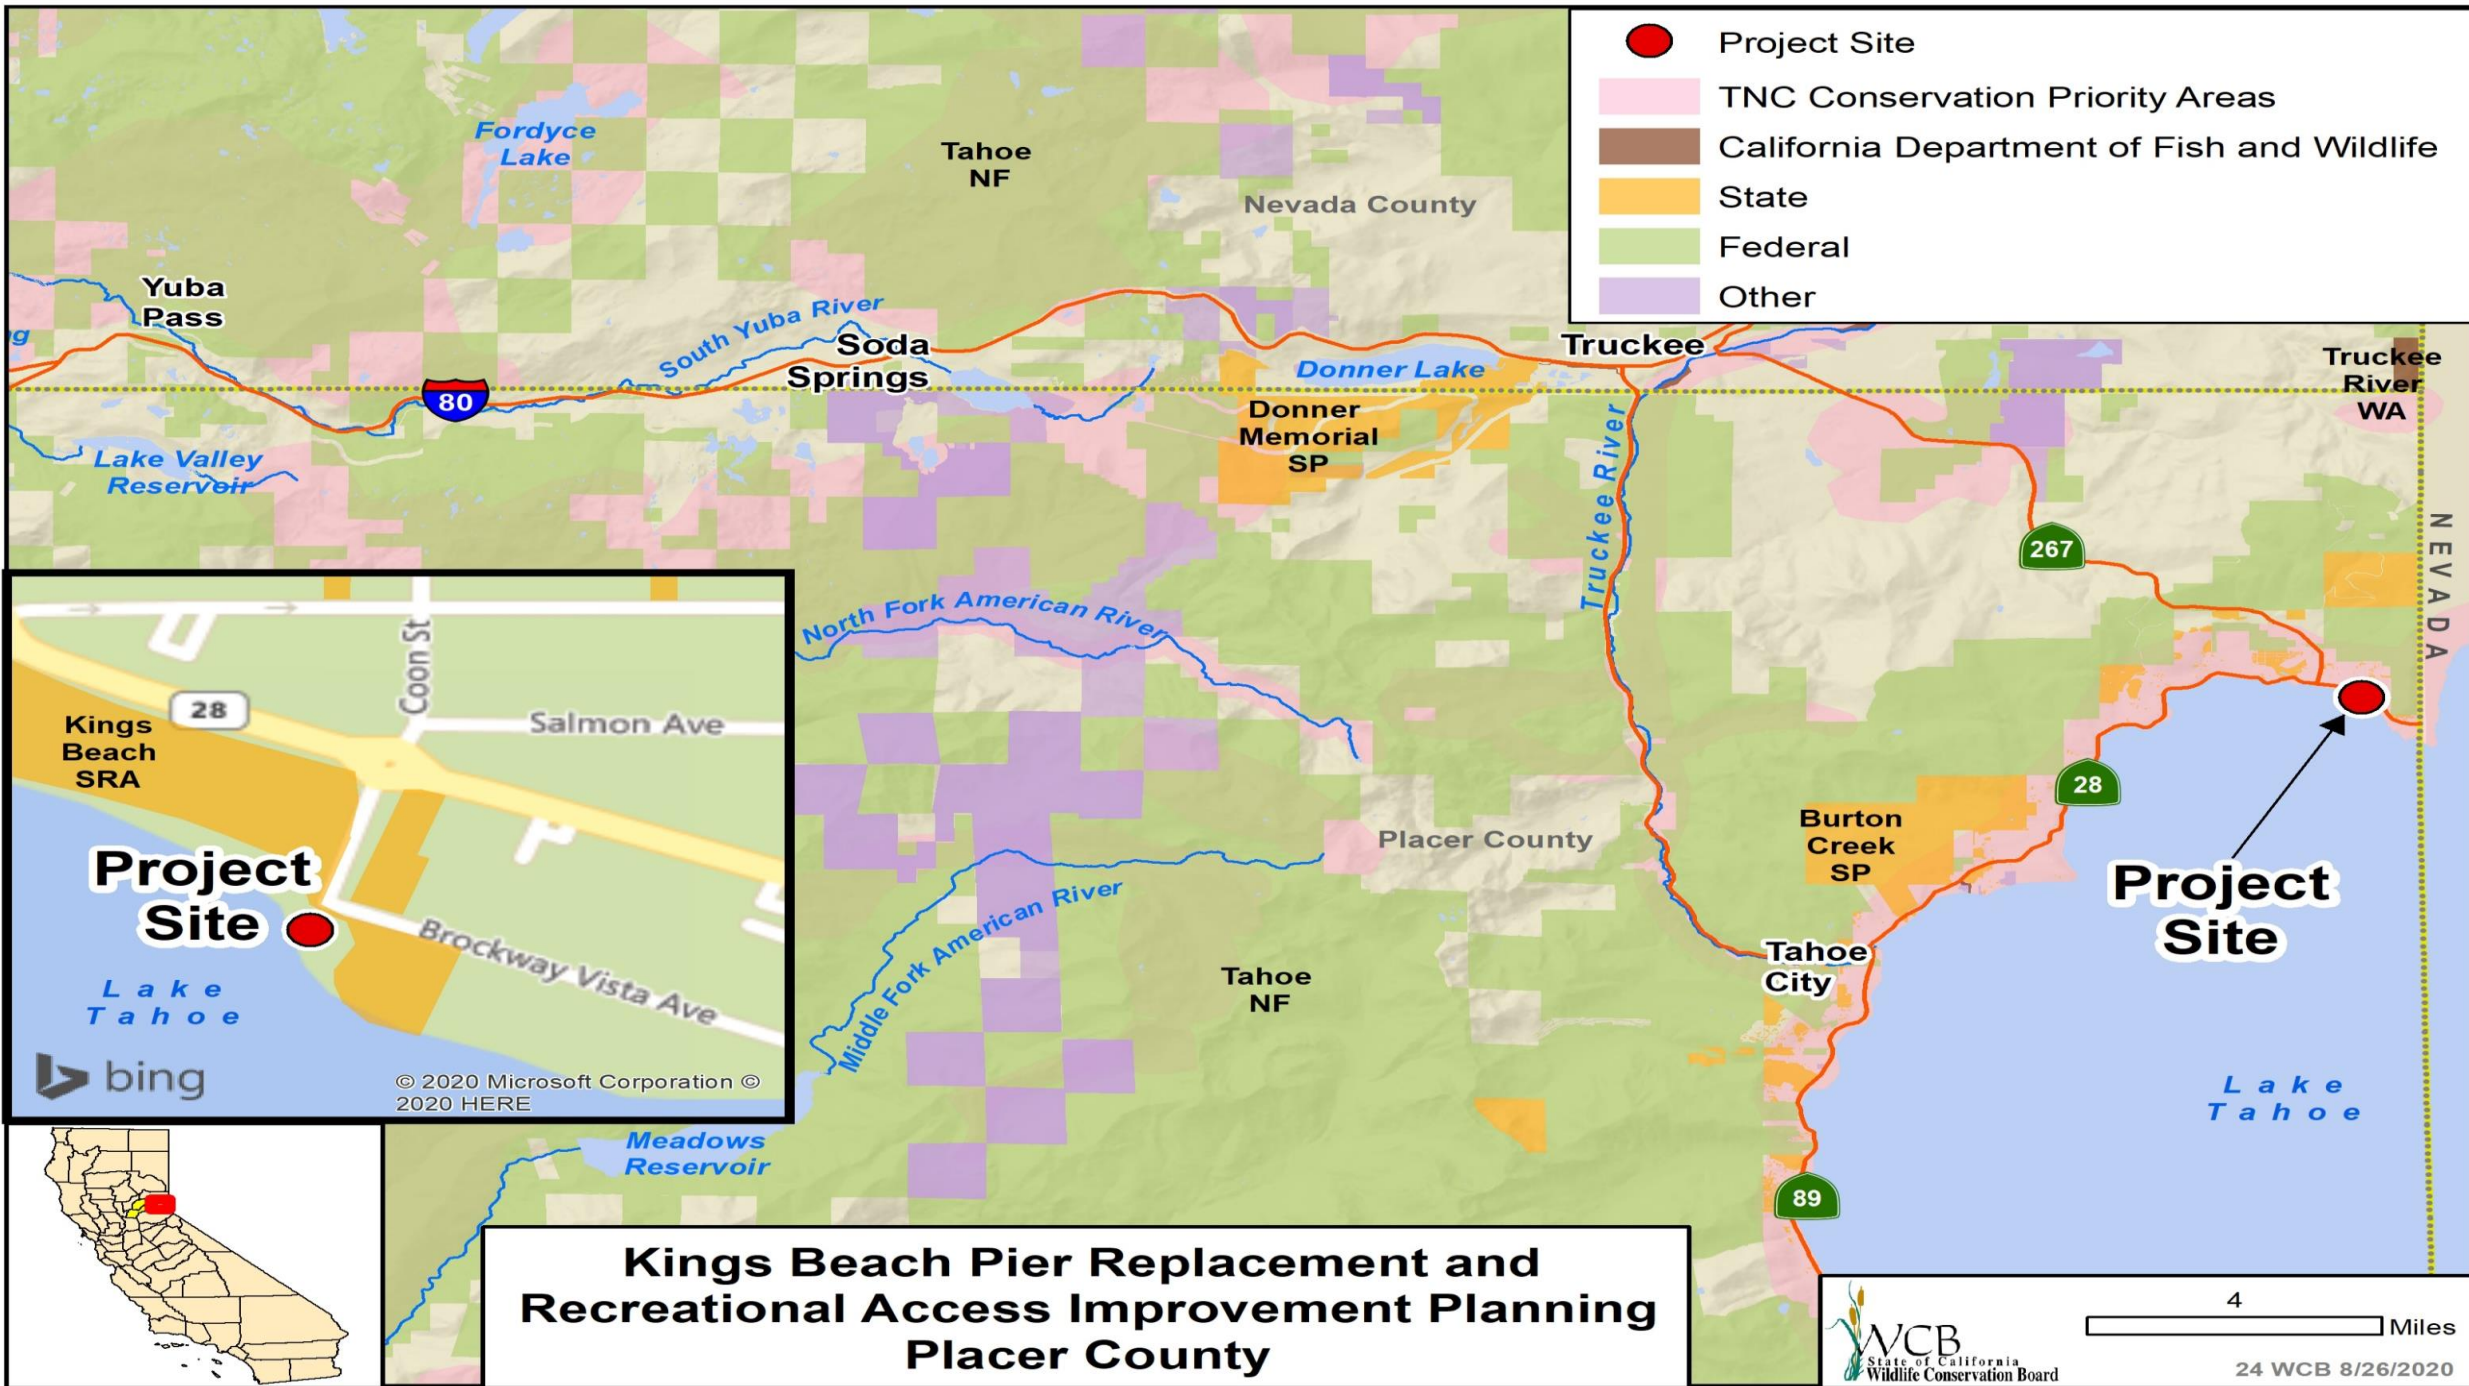 Project Site
TNC Conservation Priority Areas
California Department of Fish and Wildlife
State
Federal
Other
Fordyce
Lake
Tahoe
NF
Nevada County
Yuba
Pass
g
South Yuba River
Soda
Springs
80
Donner Lake
Truckee
Truckee
River
WA
Donner
Memorial
SP
Lake Valley
Reservoir
Truckee River
267
NEVADA
North Fork American River
28
Placer County
Burton
Creek
SP
Project
Site
Middle Fork American River
Tahoe
NF
Tahoe
City
Lake
Tahoe
Meadows
Reservoir
89
Coon St
28
Salmon Ave
Kings
Beach
SRA
Project
Site
Brockway Vista Ave
Lake
Tahoe
bing
© 2020 Microsoft Corporation ©
2020 HERE
Kings Beach Pier Replacement and
Recreational Access Improvement Planning
Placer County
WCB
State of California
Wildlife Conservation Board
4
Miles
24 WCB 8/26/2020